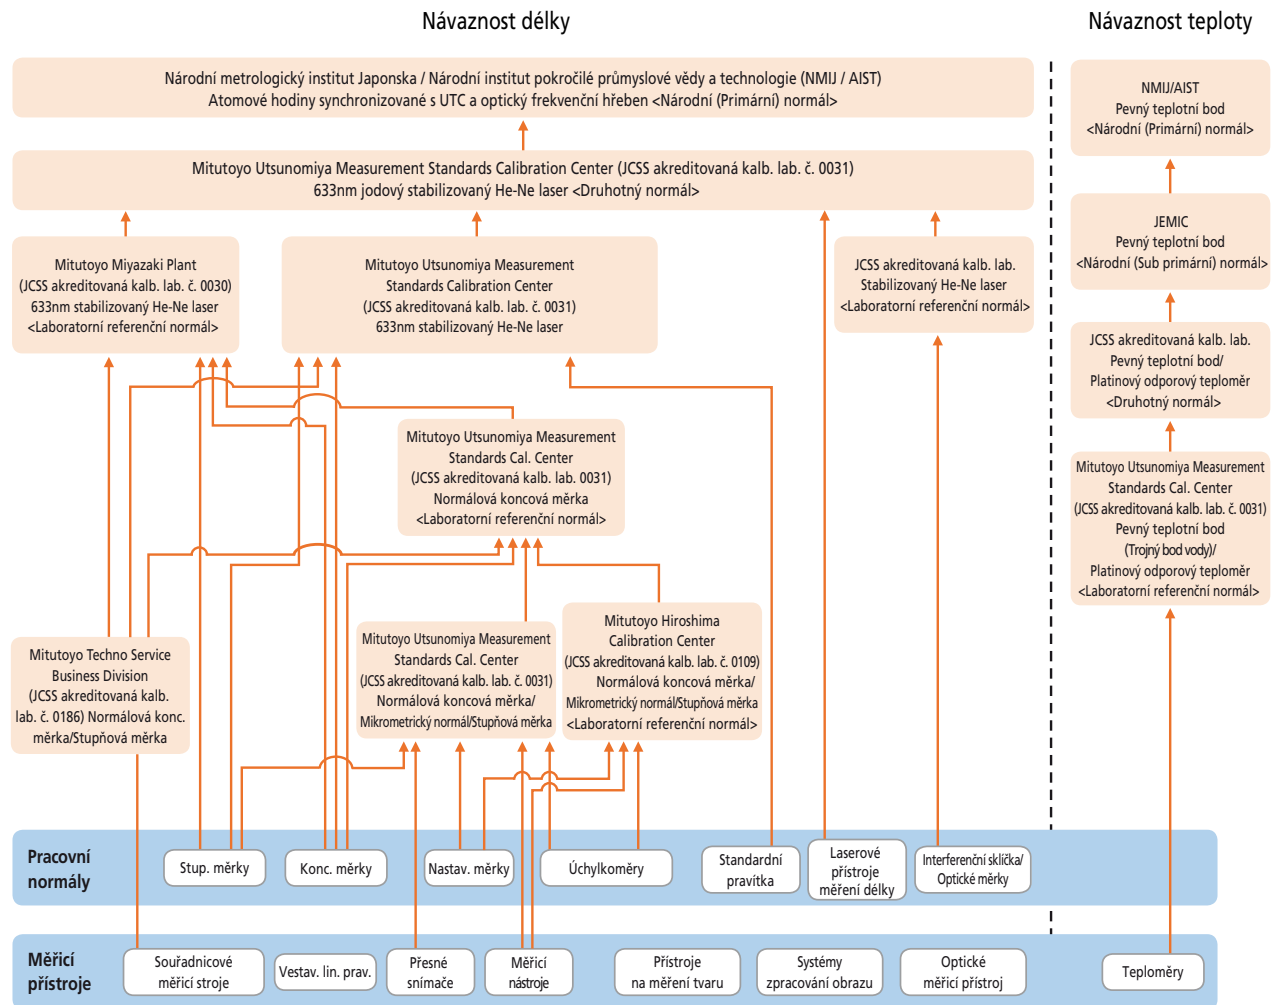 Návaznost délky
Návaznost teploty
Národní metrologický institut Japonska / Národní institut pokročilé průmyslové vědy a technologie (NMIJ / AIST)
Atomové hodiny synchronizované s UTC a optický frekvenční hřeben <Národní (Primární) normál>
NMIJ/AIST
Pevný teplotní bod
<Národní (Primární) normál>
Mitutoyo Utsunomiya Measurement Standards Calibration Center (JCSS akreditovaná kalb. lab. č. 0031)
633nm jodový stabilizovaný He-Ne laser <Druhotný normál>
JEMIC
Pevný teplotní bod
<Národní (Sub primární) normál>
Mitutoyo Miyazaki Plant
(JCSS akreditovaná kalb. lab. č. 0030)
633nm stabilizovaný He-Ne laser
<Laboratorní referenční normál>
Mitutoyo Utsunomiya Measurement
Standards Calibration Center
(JCSS akreditovaná kalb. lab. č. 0031)
633nm stabilizovaný He-Ne laser
JCSS akreditovaná kalb. lab.
Stabilizovaný He-Ne laser
<Laboratorní referenční normál>
JCSS akreditovaná kalb. lab.
Pevný teplotní bod/
Platinový odporový teploměr
<Druhotný normál>
Mitutoyo Utsunomiya Measurement
Standards Cal. Center
(JCSS akreditovaná kalb. lab. 0031)
Normálová koncová měrka
<Laboratorní referenční normál>
Mitutoyo Utsunomiya Measurement
Standards Cal. Center
(JCSS akreditovaná kalb. lab. č. 0031)
Pevný teplotní bod
(Trojný bod vody)/
Platinový odporový teploměr
<Laboratorní referenční normál>
Mitutoyo Techno Service
Business Division
(JCSS akreditovaná kalb.
lab. č. 0186) Normálová konc.
měrka/Stupňová měrka
Mitutoyo Utsunomiya Measurement
Standards Cal. Center
(JCSS akreditovaná kalb. lab. č. 0031)
Normálová koncová měrka/
Mikrometrický normál/Stupňová měrka
Mitutoyo Hiroshima
Calibration Center
(JCSS akreditovaná kalb. lab. č. 0109)
Normálová koncová měrka/
Mikrometrický normál/Stupňová měrka
<Laboratorní referenční normál>
Pracovní
normály
Stup. měrky
Konc. měrky
Nastav. měrky
Úchylkoměry
Standardní
pravítka
Laserové
přístroje
měření délky
Interferenční sklíčka/
Optické měrky
Měřicí
přístroje
Souřadnicové
měřicí stroje
Vestav. lin. prav.
Přesné
snímače
Měřicí
nástroje
Přístroje
na měření tvaru
Systémy
zpracování obrazu
Optické
měřicí přístroj
Teploměry